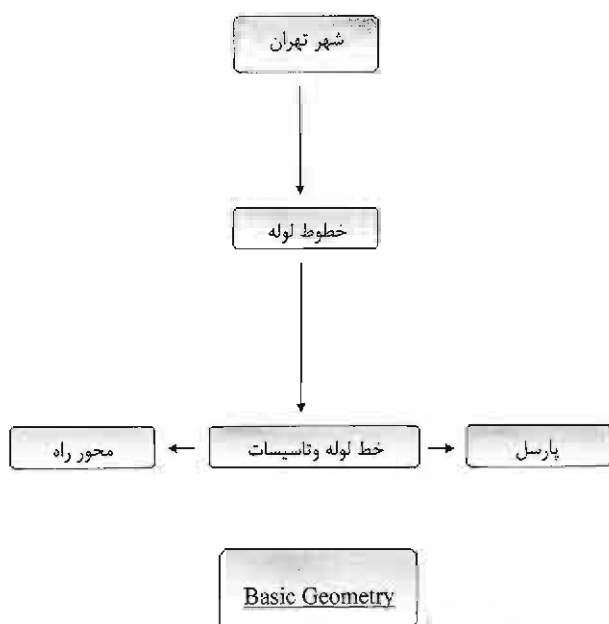 شهر تهران
خطوط لوله
پارسل
خط لوله وتاسیسات
محور راه
Basic Geometry